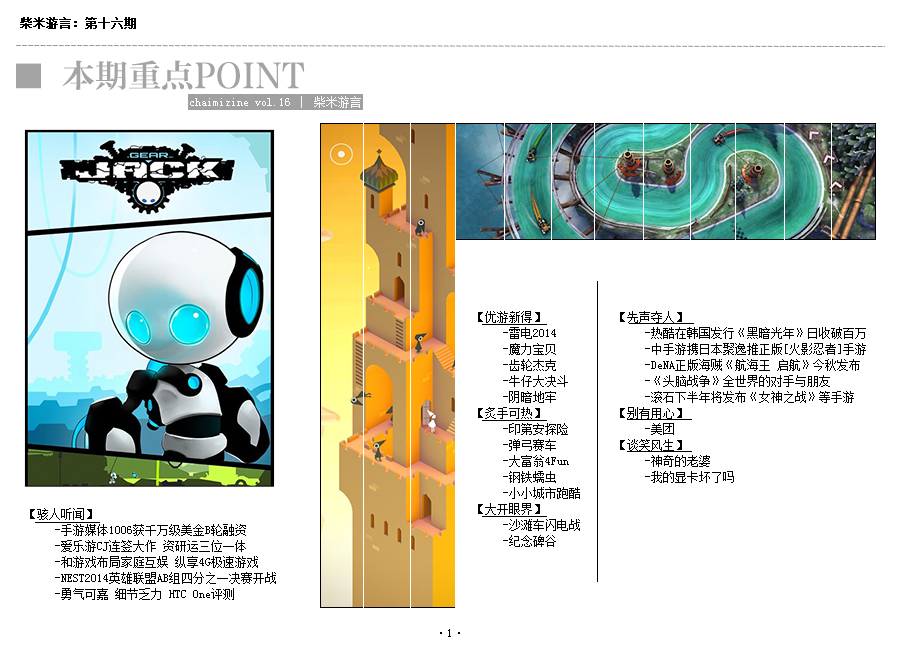 柴米游言：第十六期
本期重点POINT
chaimizine vol.16 | 柴米游言
GEAR
JACK
【骇人听闻】
-手游媒体1006获千万级美金B轮融资
-爱乐游CJ连签大作 资研运三位一体
-和游戏布局家庭互娱 纵享4G极速游戏
-NEST2014英雄联盟AB组四分之一决赛开战
-勇气可嘉 细节乏力 HTC One评测
【优游新得】
-雷电2014
-魔力宝贝
-齿轮杰克
-牛仔大决斗
-阴暗地牢
【炙手可热】
-印第安探险
-弹弓赛车
-大富翁4Fun
-钢铁蠕虫
-小小城市跑酷
【大开眼界】
-沙滩车闪电战
-纪念碑谷
【先声夺人】
-热酷在韩国发行《黑暗光年》日收破百万
-中手游携日本聚逸推正版[火影忍者]手游
-DeNA正版海贼《航海王 启航》今秋发布
-《头脑战争》全世界的对手与朋友
-滚石下半年将发布《女神之战》等手游
【别有用心】
-美团
【谈笑风生】
-神奇的老婆
-我的显卡坏了吗
·1·